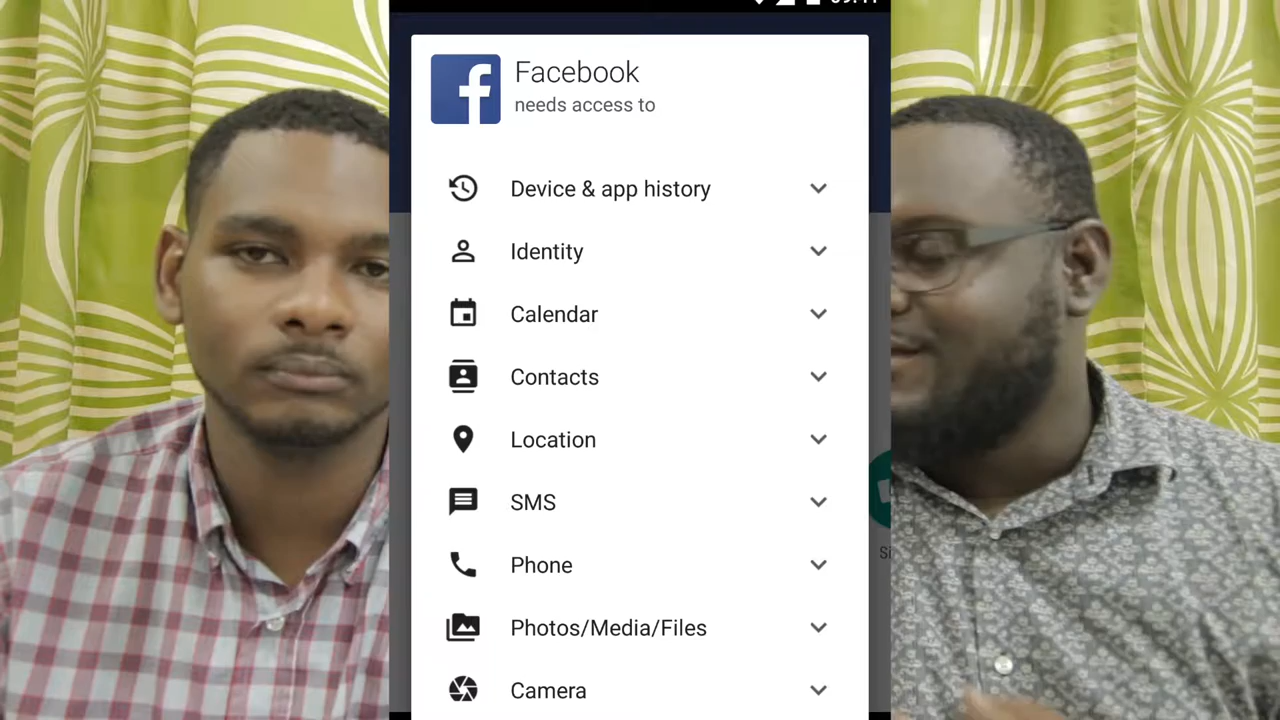 Facebook
needs access to
Device & app history
Identity
Calendar
Contacts
Location
SMS
Phone
Photos/Media/Files
Camera